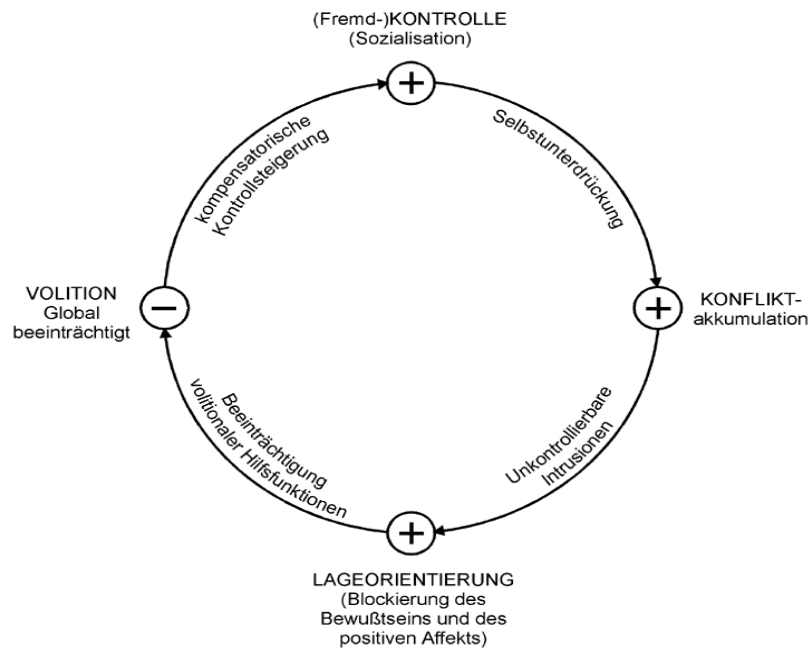 (Fremd-)KONTROLLE
(Sozialisation)
+
kompensatorische
Kontrollsteigerung
Selbstunterdrückung
VOLITION
Global
beeinträchtigt
−
+
KONFLIKT-
akkumulation
Beeinträchtigung
volitionaler Hilfsfunktionen
Unkontrollierbare
Intrusionen
+
LAGEORIENTIERUNG
(Blockierung des
Bewußtseins und des
positiven Affekts)